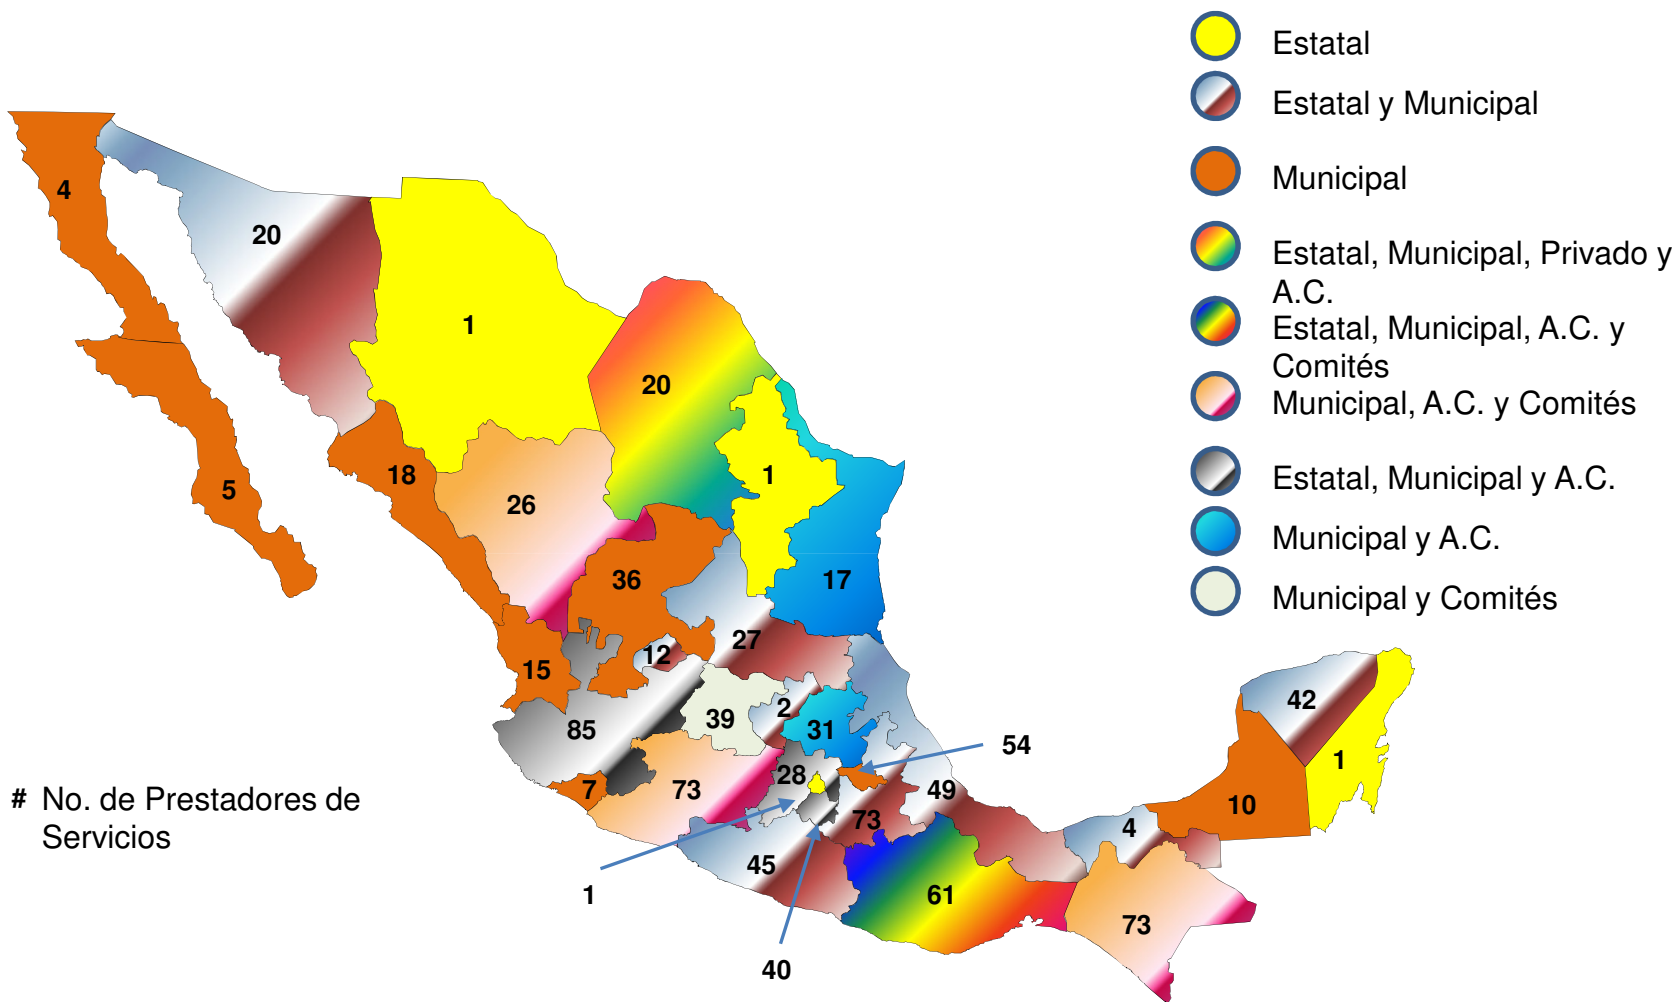 Estatal
Estatal y Municipal
Municipal
Estatal, Municipal, Privado y
A.C.
Estatal, Municipal, A.C. y
Comités
Municipal, A.C. y Comités
Estatal, Municipal y A.C.
Municipal y A.C.
Municipal y Comités
4
20
1
20
5
18
26
1
36
17
15
12
27
85
39
2
31
54
42
1
7
73
28
73
49
10
4
45
61
73
1
40
# No. de Prestadores de
Servicios